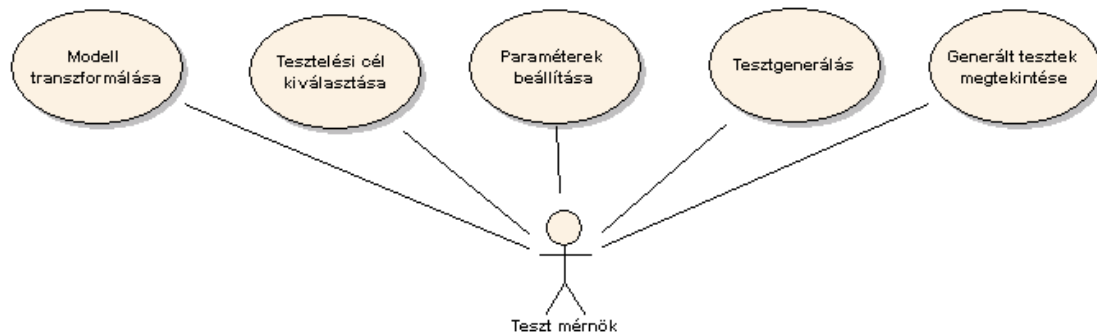 Modell
transzformálása
Tesztelési cél
kiválasztása
Paraméterek
beállítása
Tesztgenerálás
Generált tesztek
megtekintése
Teszt mérnök